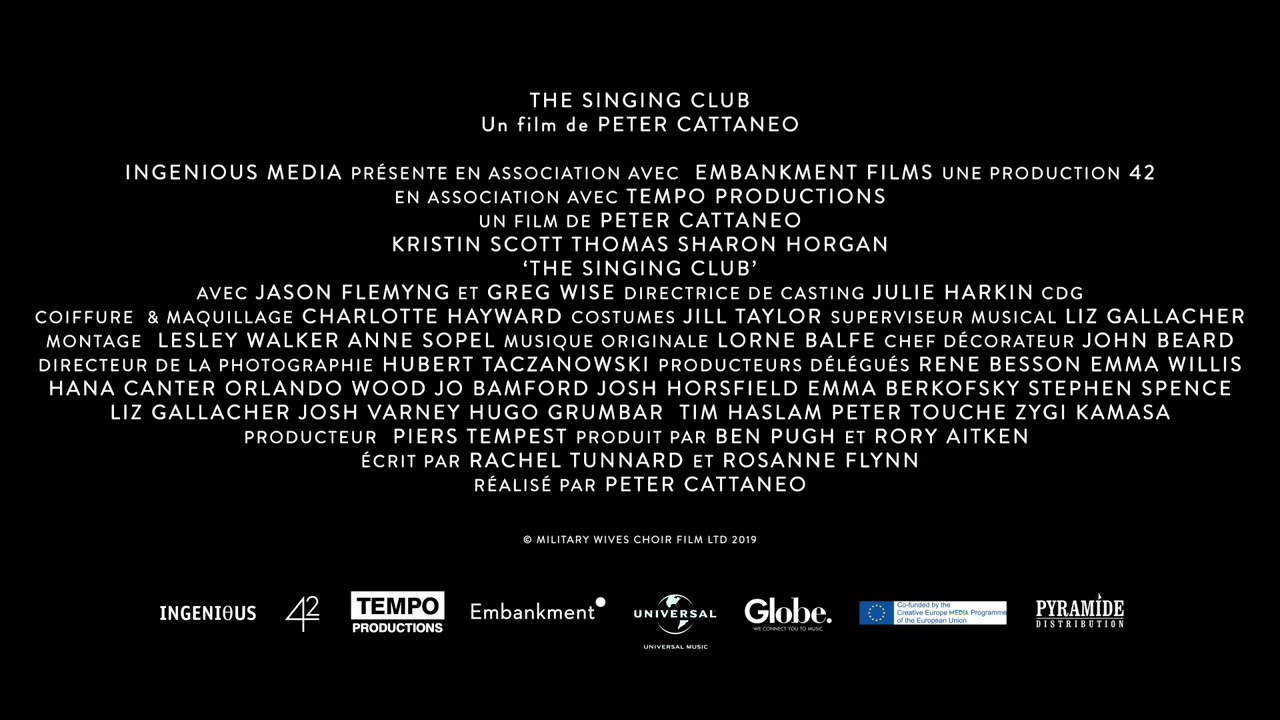 THE SINGING CLUB
Un film de PETER CATTANEO
INGENIOUS MEDIA PRÉSENTE EN ASSOCIATION AVEC EMBANKMENT FILMS UNE PRODUCTION 42
EN ASSOCIATION AVEC TEMPO PRODUCTIONS
UN FILM DE PETER CATTANEO
KRISTIN SCOTT THOMAS SHARON HORGAN
‘THE SINGING CLUB’
AVEC JASON FLEMYNG ET GREG WISE DIRECTRICE DE CASTING JULIE HARKIN CDG
COIFFURE & MAQUILLAGE CHARLOTTE HAYWARD COSTUMES JILL TAYLOR SUPERVISEUR MUSICAL LIZ GALLACHER
MONTAGE LESLEY WALKER ANNE SOPEL MUSIQUE ORIGINALE LORNE BALFE CHEF DÉCORATEUR JOHN BEARD
DIRECTEUR DE LA PHOTOGRAPHIE HUBERT TACZANOWSKI PRODUCTEURS DÉLÉGUÉS RENE BESSON EMMA WILLIS
HANA CANTER ORLANDO WOOD JO BAMFORD JOSH HORSFIELD EMMA BERKOFSKY STEPHEN SPENCE
LIZ GALLACHER JOSH VARNEY HUGO GRUMBAR TIM HASLAM PETER TOUCHE ZYGI KAMASA
PRODUCTEUR PIERS TEMPEST PRODUIT PAR BEN PUGH ET RORY AITKEN
ÉCRIT PAR RACHEL TUNNARD ET ROSANNE FLYNN
RÉALISÉ PAR PETER CATTANEO
© MILITARY WIVES CHOIR FILM LTD 2019
INGENIOUS
42
TEMPO
PRODUCTIONS
Embankment
UNIVERSAL
UNIVERSAL MUSIC
Globe.
WE CONNECT YOU TO MUSIC
Co-funded by the
Creative Europe MEDIA Programme
of the European Union
PYRAMIDE
DISTRIBUTION